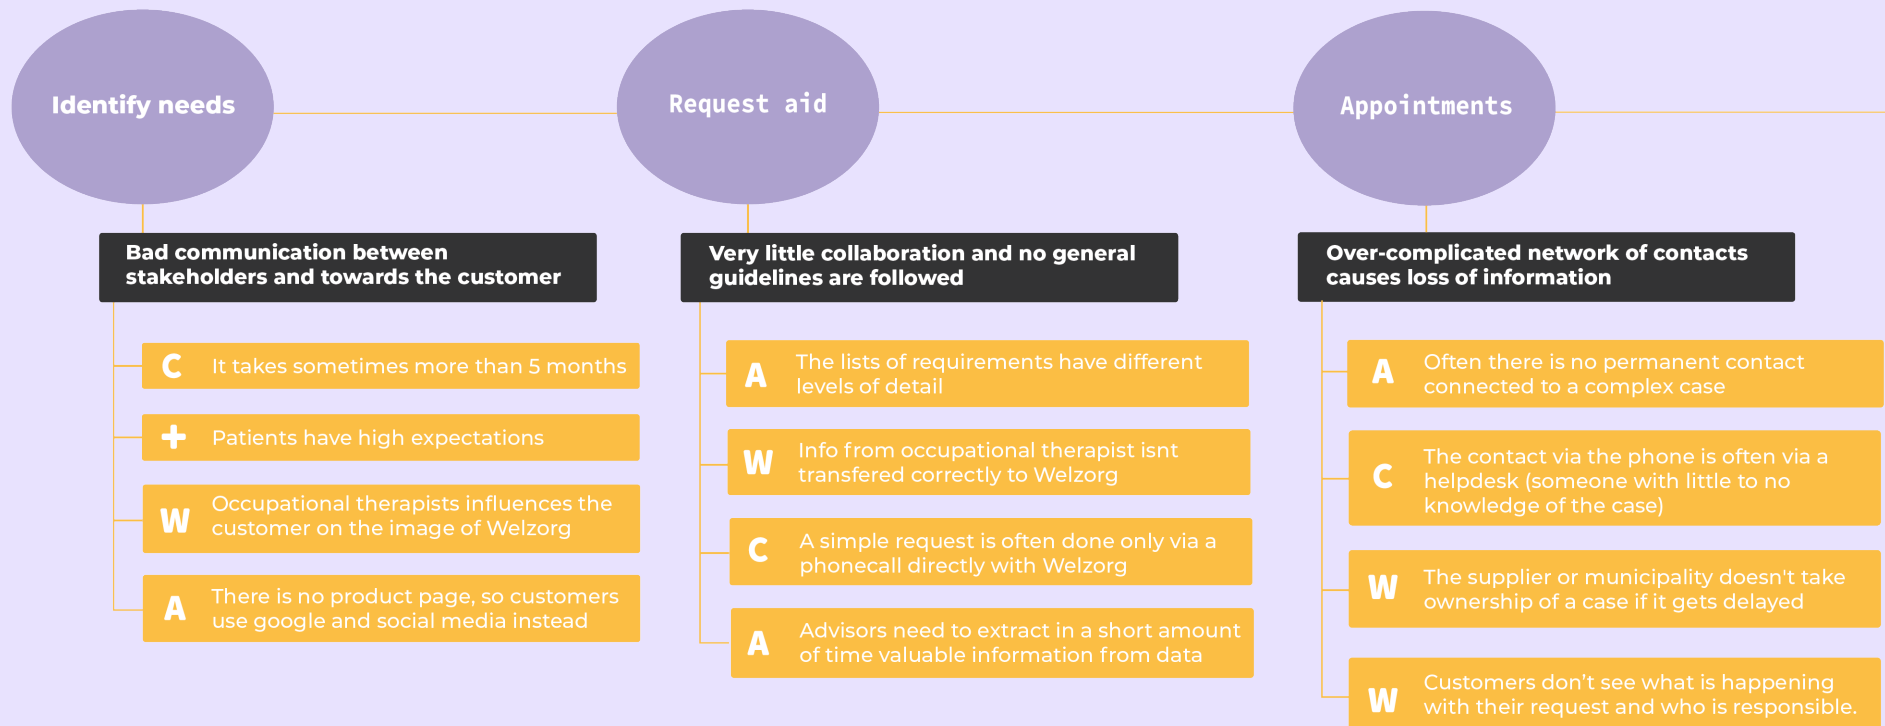 Identify needs
Request aid
Appointments
Bad communication between
stakeholders and towards the customer
C
It takes sometimes more than 5 months
+
Patients have high expectations
W
Occupational therapists influences the
customer on the image of Welzorg
A
There is no product page, so customers
use google and social media instead
Very little collaboration and no general
guidelines are followed
A
The lists of requirements have different
levels of detail
W
Info from occupational therapist isnt
transfered correctly to Welzorg
C
A simple request is often done only via a
phonecall directly with Welzorg
A
Advisors need to extract in a short amount
of time valuable information from data
Over-complicated network of contacts
causes loss of information
A
Often there is no permanent contact
connected to a complex case
C
The contact via the phone is often via a
helpdesk (someone with little to no
knowledge of the case)
W
The supplier or municipality doesn't take
ownership of a case if it gets delayed
W
Customers don’t see what is happening
with their request and who is responsible.